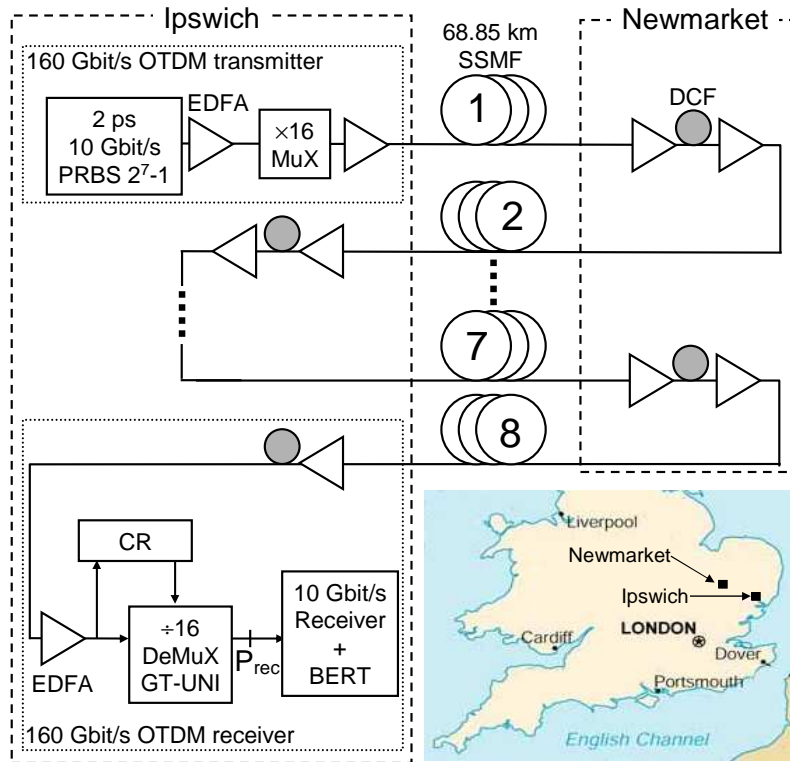 Ipswich
Newmarket
160 Gbit/s OTDM transmitter
68.85 km
SSMF
EDFA
DCF
2 ps
10 Gbit/s
PRBS 2⁷-1
×16
MuX
1
2
7
8
CR
EDFA
÷16
DeMuX
GT-UNI
Prec
10 Gbit/s
Receiver
+
BERT
160 Gbit/s OTDM receiver
Liverpool
Newmarket
Ipswich
LONDON
Cardiff
Dover
Portsmouth
English Channel